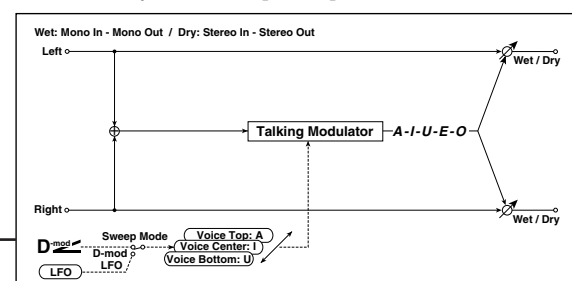 Wet: Mono In - Mono Out / Dry: Stereo In - Stereo Out
Left
Wet / Dry
Talking Modulator
A-I-U-E-O
Right
Wet / Dry
D-mod
Sweep Mode
D-mod
LFO
LFO
Voice Top: A
Voice Center: I
Voice Bottom: U